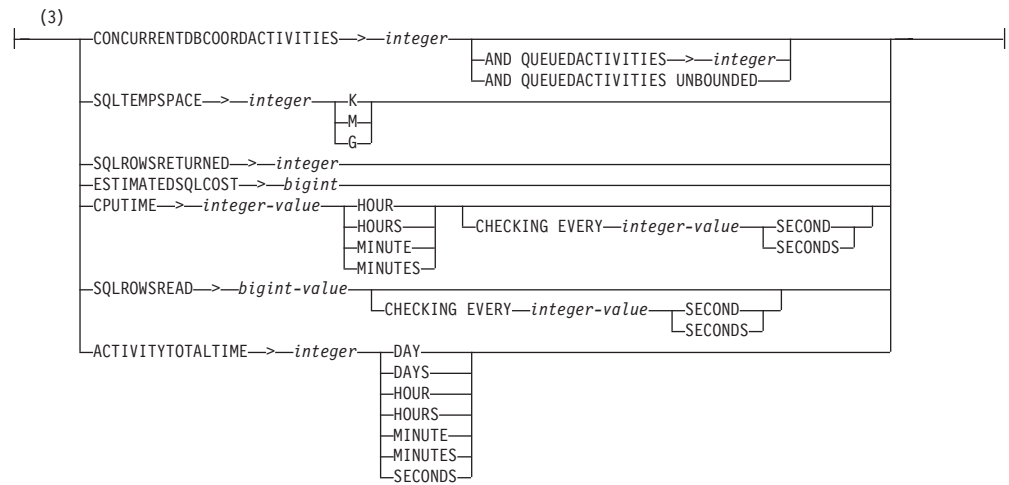 (3)
CONCURRENTDBCOORDACTIVITIES > integer
AND QUEUEDACTIVITIES > integer
AND QUEUEDACTIVITIES UNBOUNDED
SQLTEMPSPACE > integer K
M
G
SQLROWSRETURNED > integer
ESTIMATEDSQLCOST > bigint
CPUTIME > integer-value HOUR
HOURS CHECKING EVERY integer-value SECOND
MINUTE SECONDS
MINUTES
SQLROWSREAD > bigint-value
CHECKING EVERY integer-value SECOND
SECONDS
ACTIVITYTOTALTIME > integer DAY
DAYS
HOUR
HOURS
MINUTE
MINUTES
SECONDS